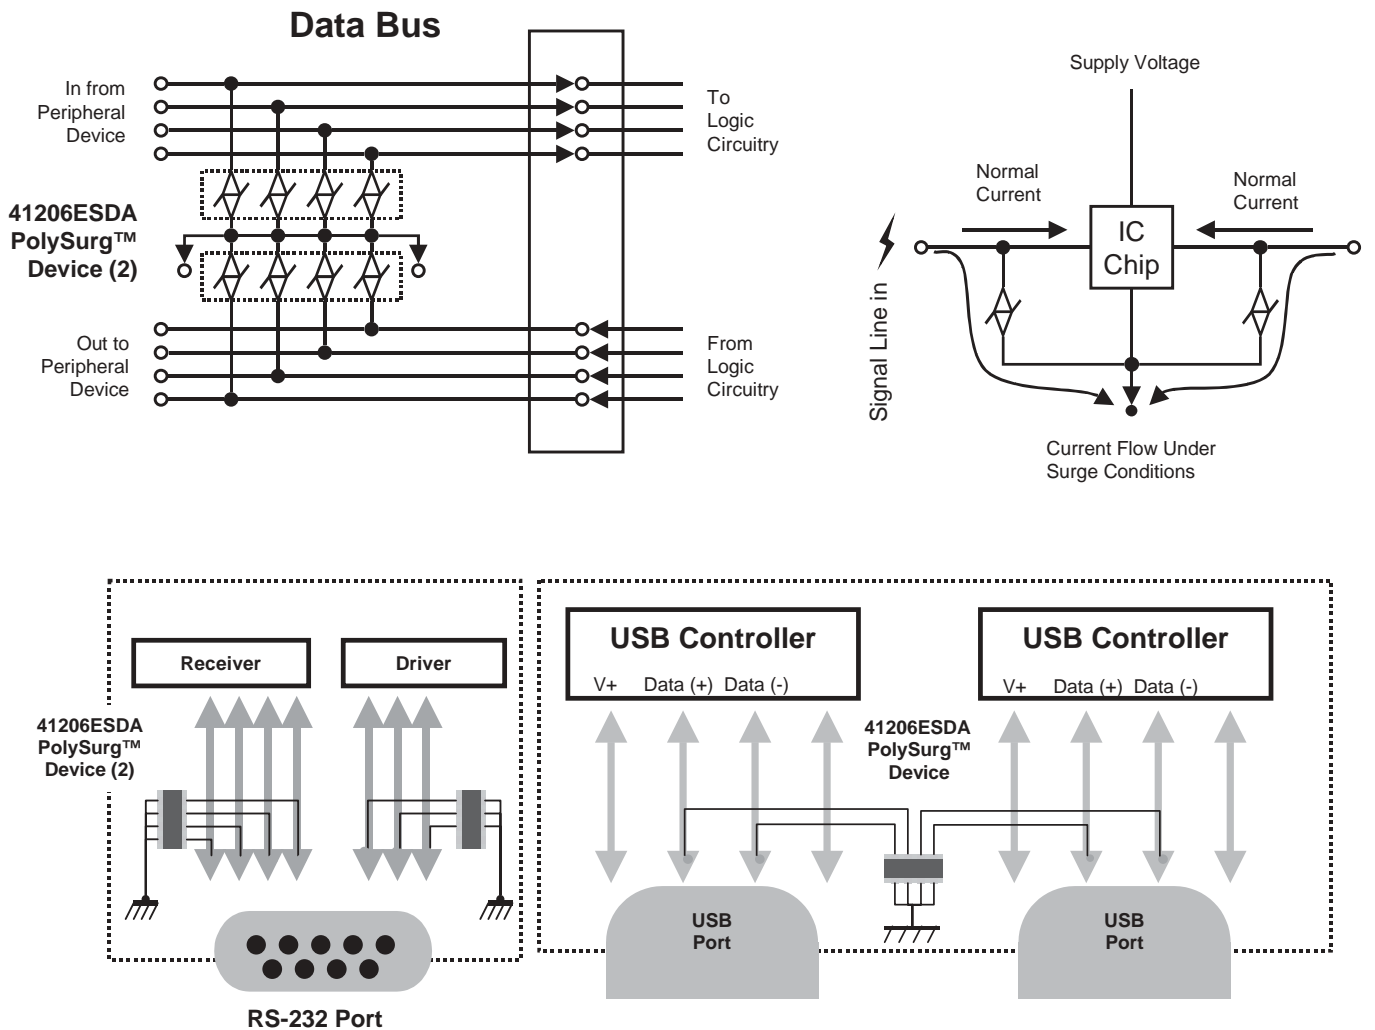 Data Bus
In from
Peripheral
Device
To
Logic
Circuitry
41206ESDA
PolySurg™
Device (2)
Out to
Peripheral
Device
From
Logic
Circuitry
Supply Voltage
Normal
Current
Normal
Current
IC
Chip
Signal Line in
Current Flow Under
Surge Conditions
Receiver
Driver
41206ESDA
PolySurg™
Device (2)
RS-232 Port
USB Controller
V+ Data (+) Data (-)
USB Controller
V+ Data (+) Data (-)
41206ESDA
PolySurg™
Device
USB
Port
USB
Port